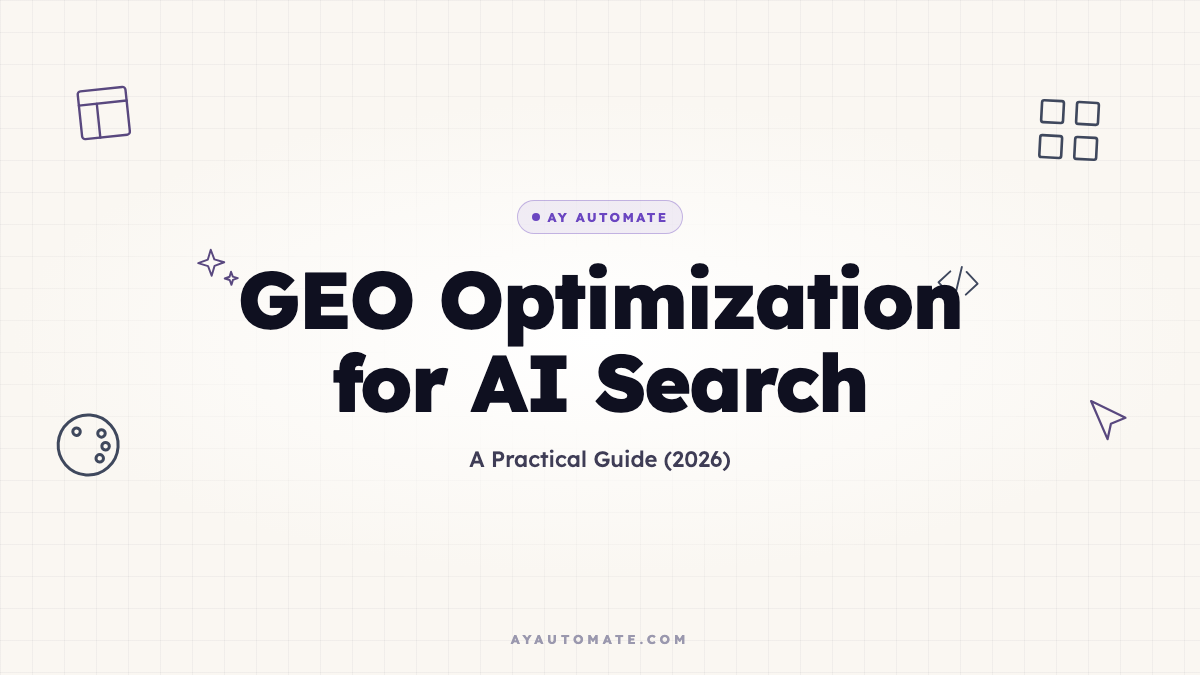 AY AUTOMATE
GEO Optimization
for AI Search
A Practical Guide (2026)
AYAUTOMATE.COM